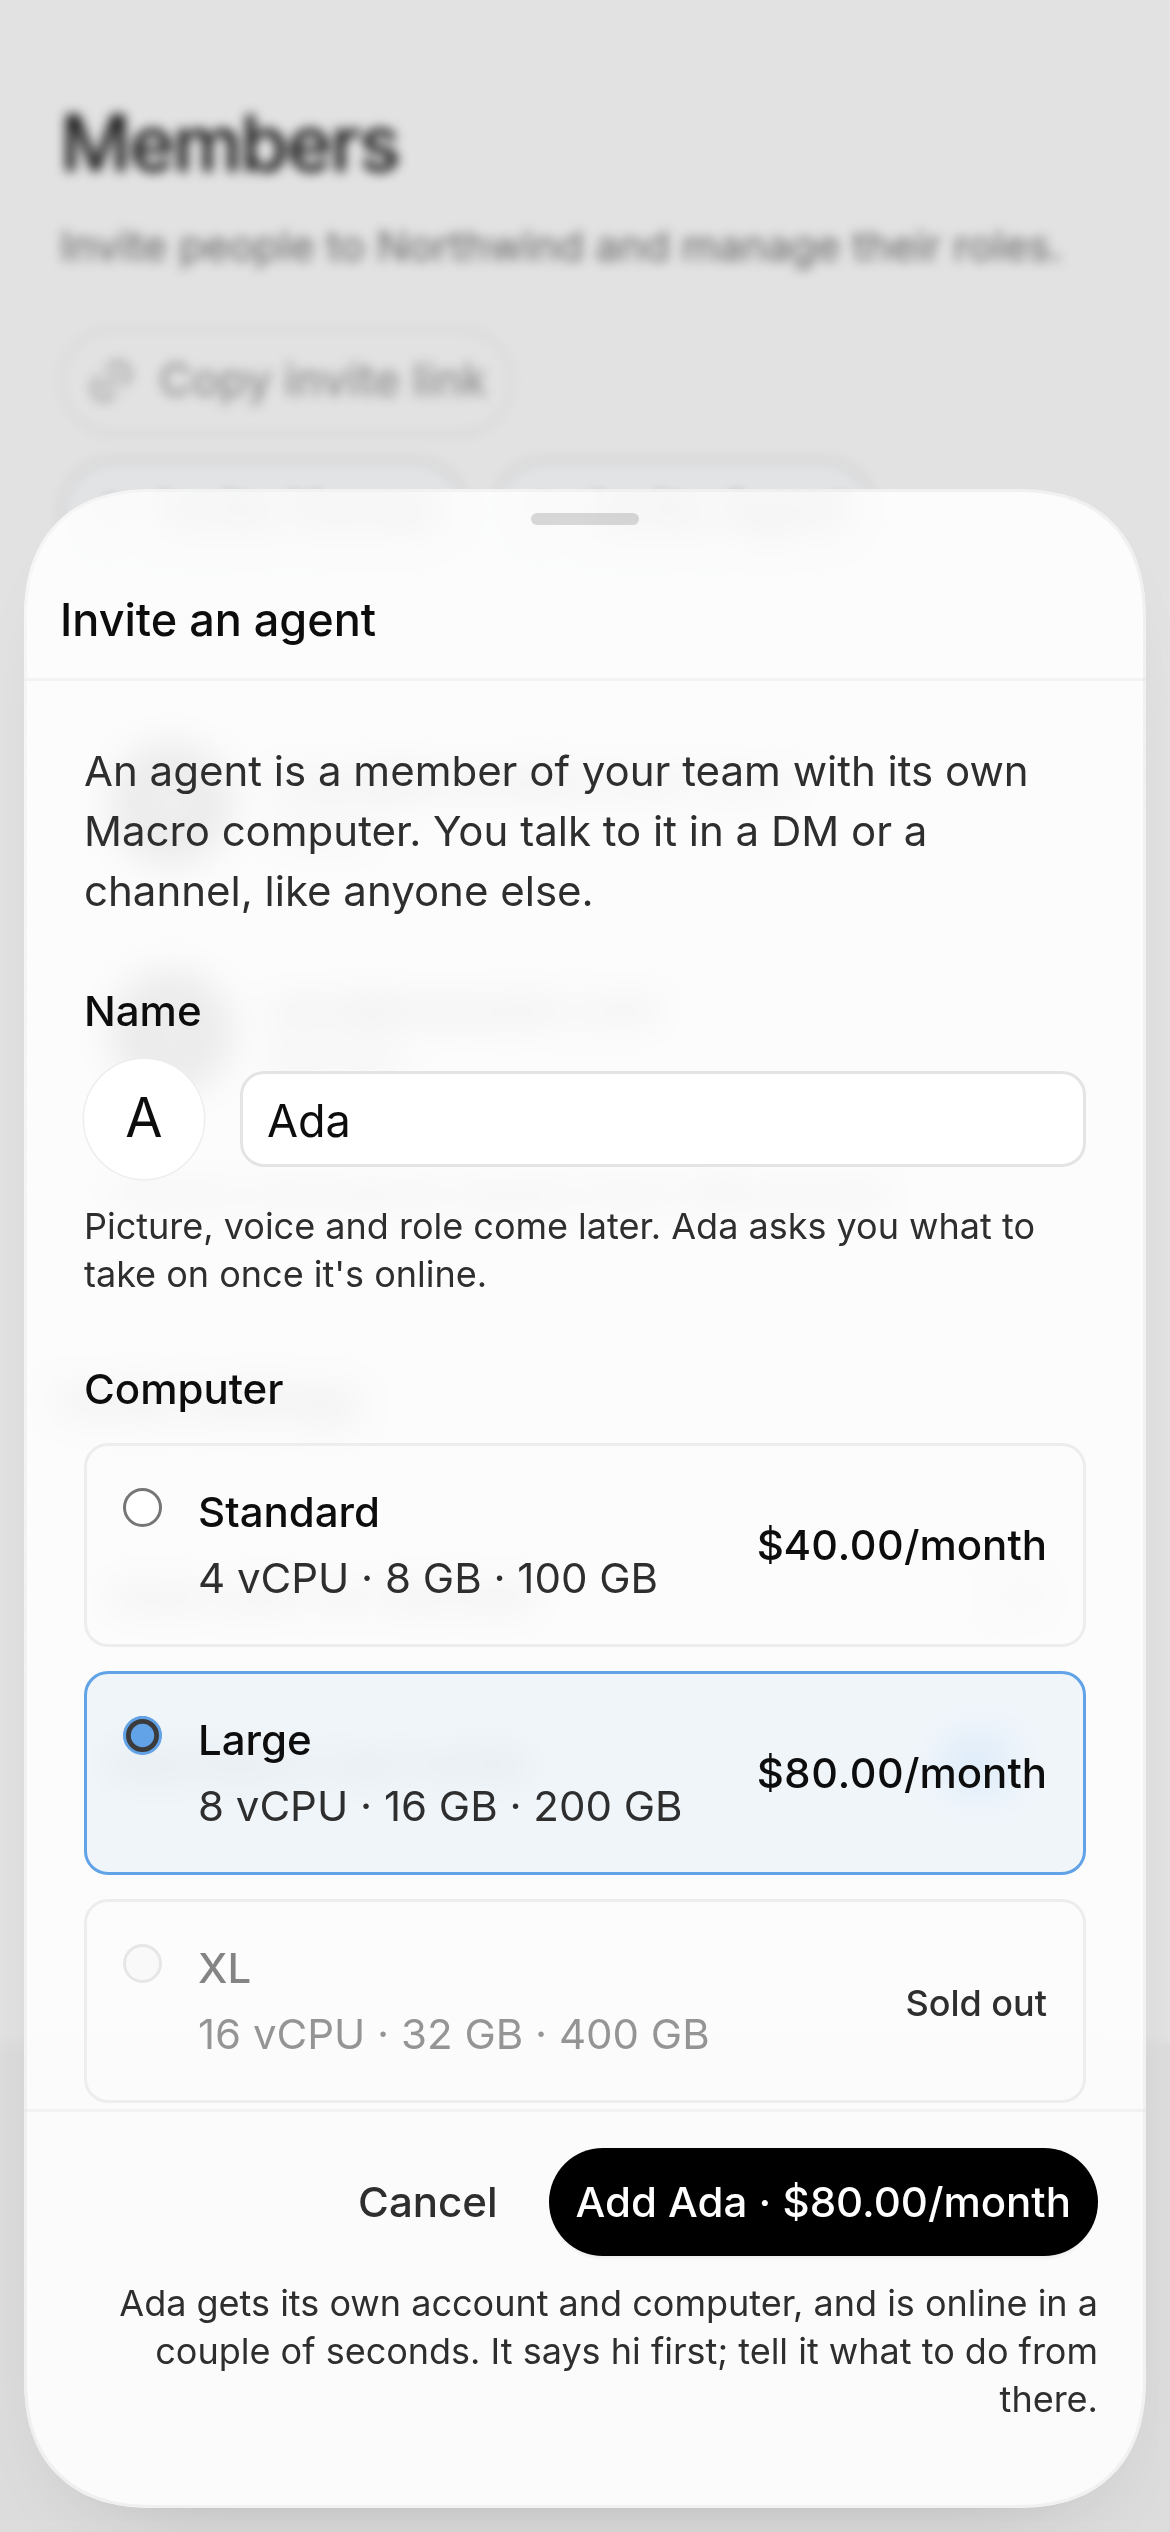 Members
Invite people to Northwind and manage their roles.
Copy invite link
Invite an agent
An agent is a member of your team with its own
Macro computer. You talk to it in a DM or a
channel, like anyone else.
Name
A
Ada
Picture, voice and role come later. Ada asks you what to
take on once it's online.
Computer
Standard
$40.00/month
4 vCPU · 8 GB · 100 GB
Large
$80.00/month
8 vCPU · 16 GB · 200 GB
XL
Sold out
16 vCPU · 32 GB · 400 GB
Cancel
Add Ada · $80.00/month
Ada gets its own account and computer, and is online in a
couple of seconds. It says hi first; tell it what to do from
there.